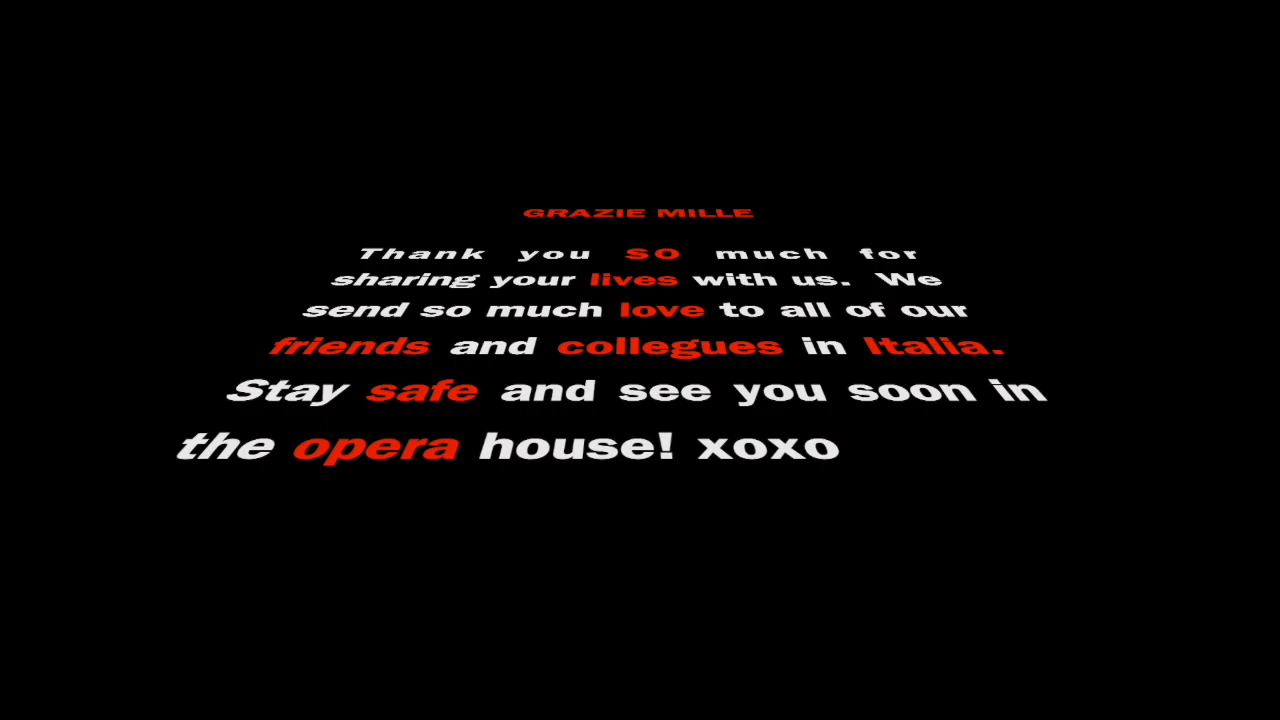 GRAZIE MILLE
Thank you so much for
sharing your lives with us. We
send so much love to all of our
friends and collegues in Italia.
Stay safe and see you soon in
the opera house! xoxo